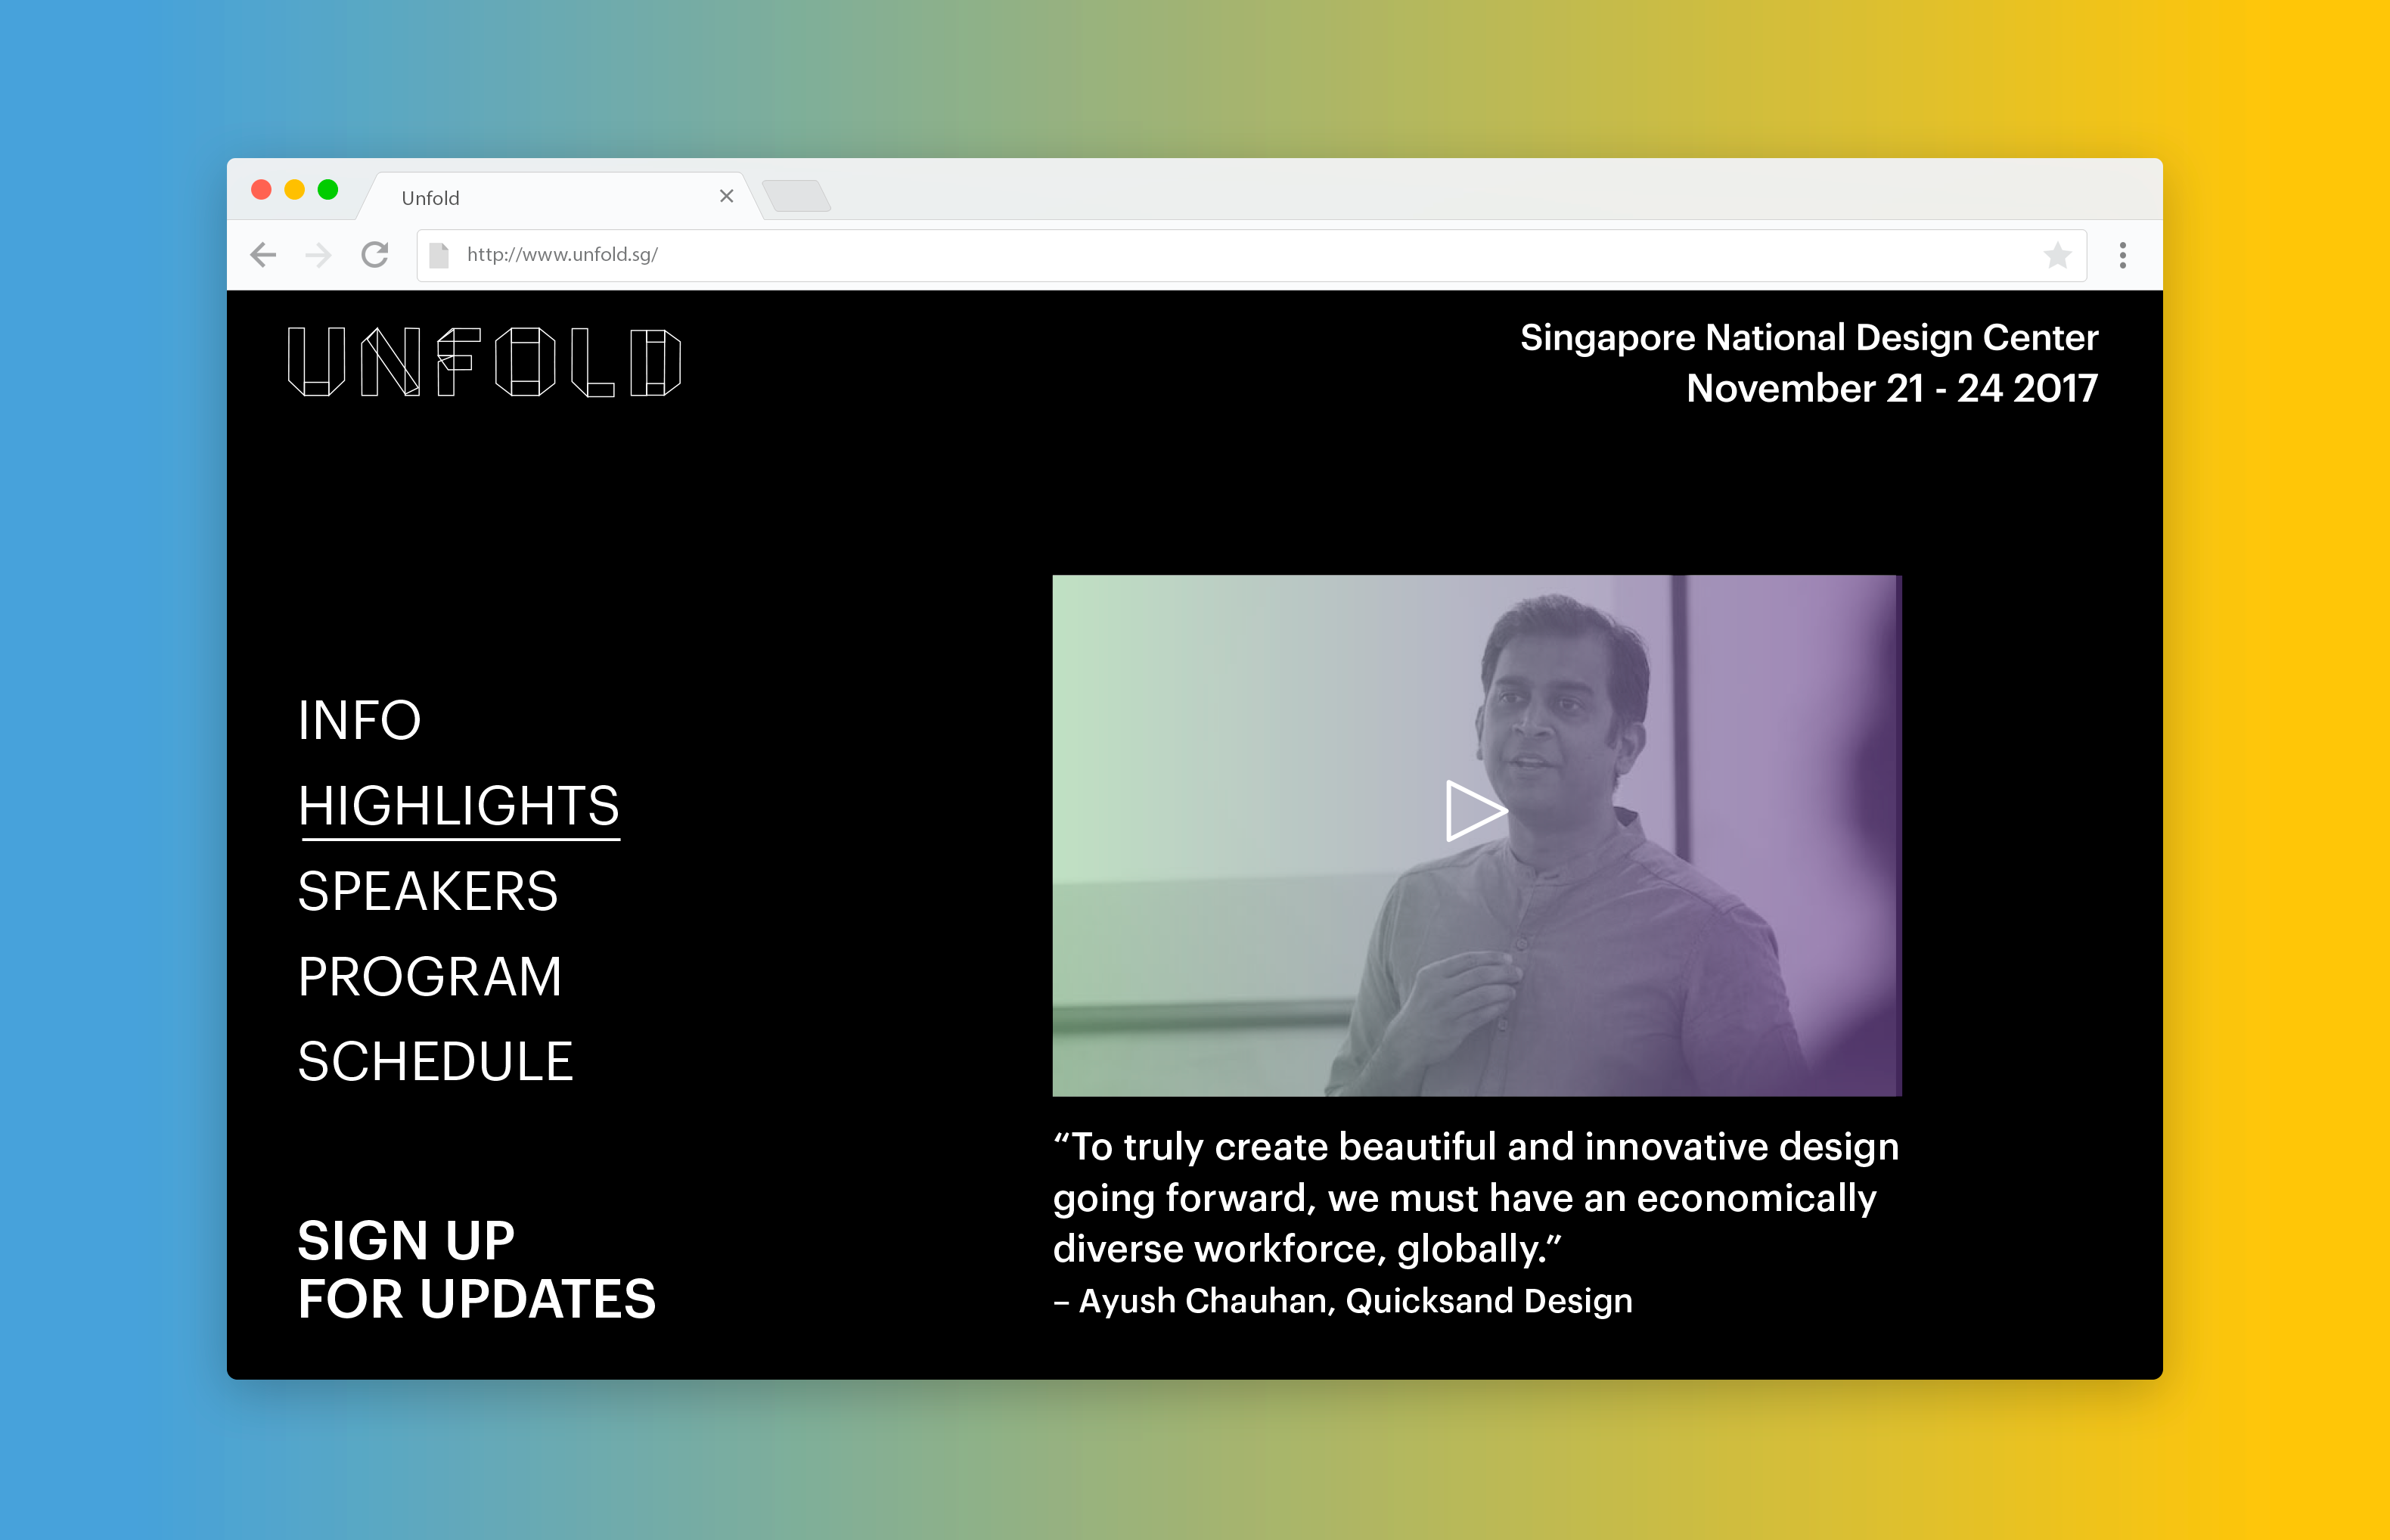 Unfold
http://www.unfold.sg/
UNFOLD
Singapore National Design Center
November 21 - 24 2017
INFO
HIGHLIGHTS
SPEAKERS
PROGRAM
SCHEDULE
SIGN UP
FOR UPDATES
“To truly create beautiful and innovative design
going forward, we must have an economically
diverse workforce, globally.”
– Ayush Chauhan, Quicksand Design